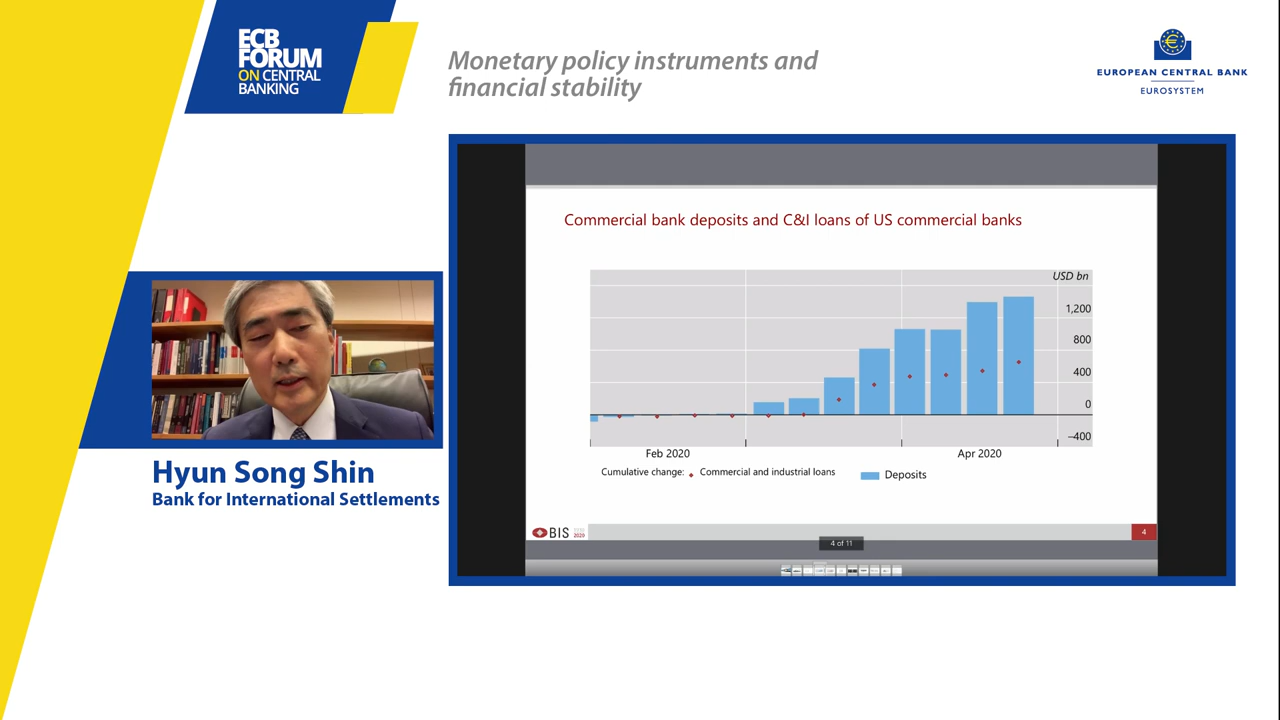 ECB
FORUM
ON CENTRAL
BANKING
Monetary policy instruments and
financial stability
EUROPEAN CENTRAL BANK
EUROSYSTEM
Commercial bank deposits and C&I loans of US commercial banks
USD bn
1,200
800
400
0
–400
Feb 2020
Apr 2020
Cumulative change:
Commercial and industrial loans
Deposits
BIS
2020
4
4 of 11
Hyun Song Shin
Bank for International Settlements